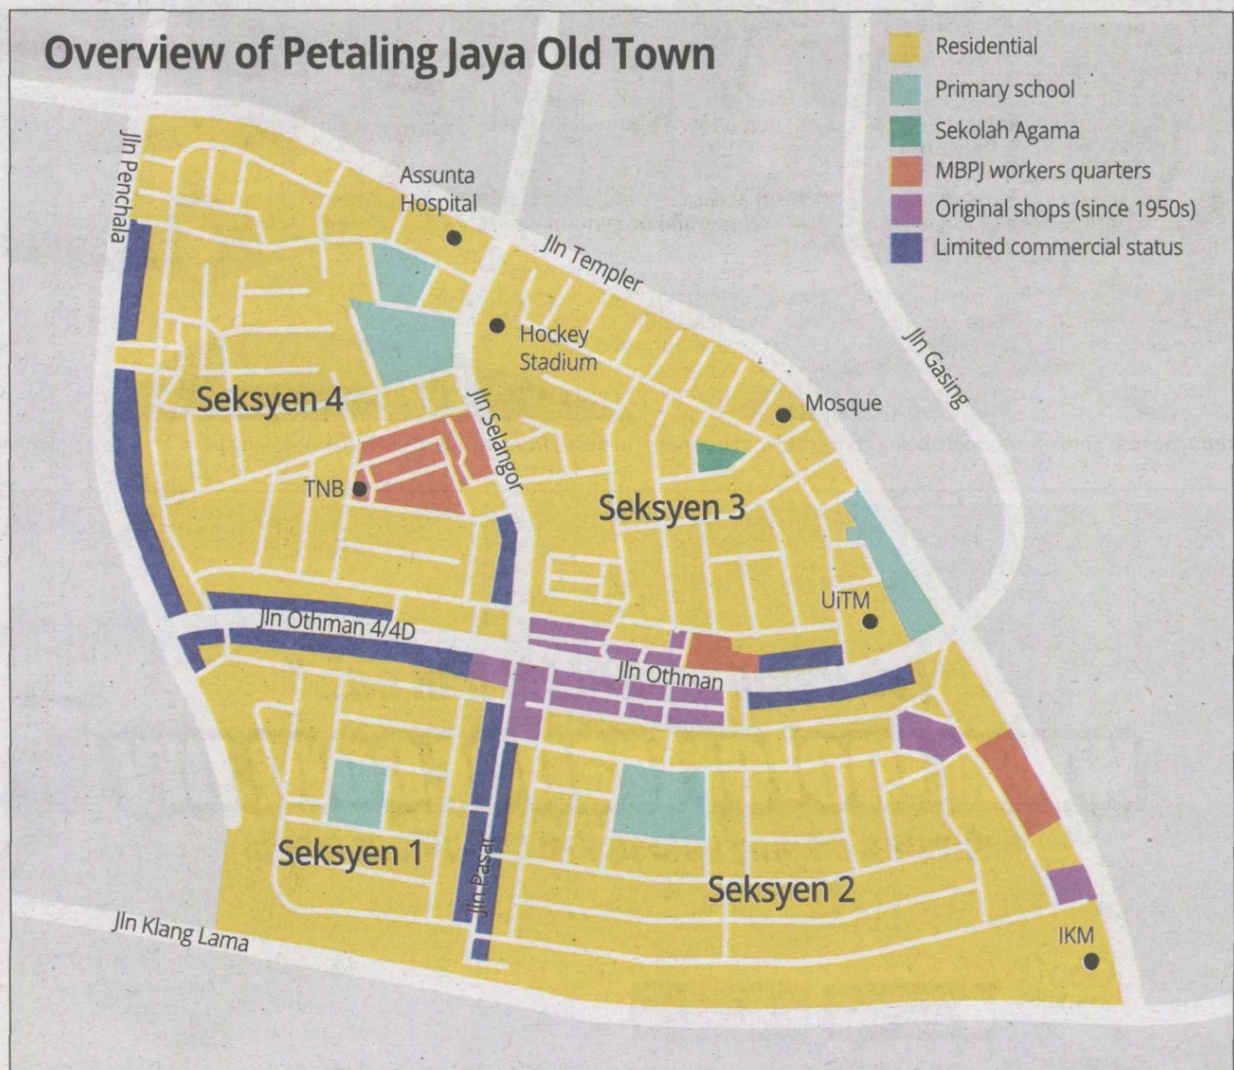 Overview of Petaling Jaya Old Town
Residential
Primary school
Sekolah Agama
MBPJ workers quarters
Original shops (since 1950s)
Limited commercial status
Jln Penchala
Assunta
Hospital
Jln Templer
Hockey
Stadium
Jln Gasing
Mosque
Seksyen 4
Jln Selangor
TNB
Seksyen 3
UiTM
Jln Othman 4/4D
Jln Othman
Seksyen 1
Jln Pasar
Seksyen 2
Jln Klang Lama
IKM